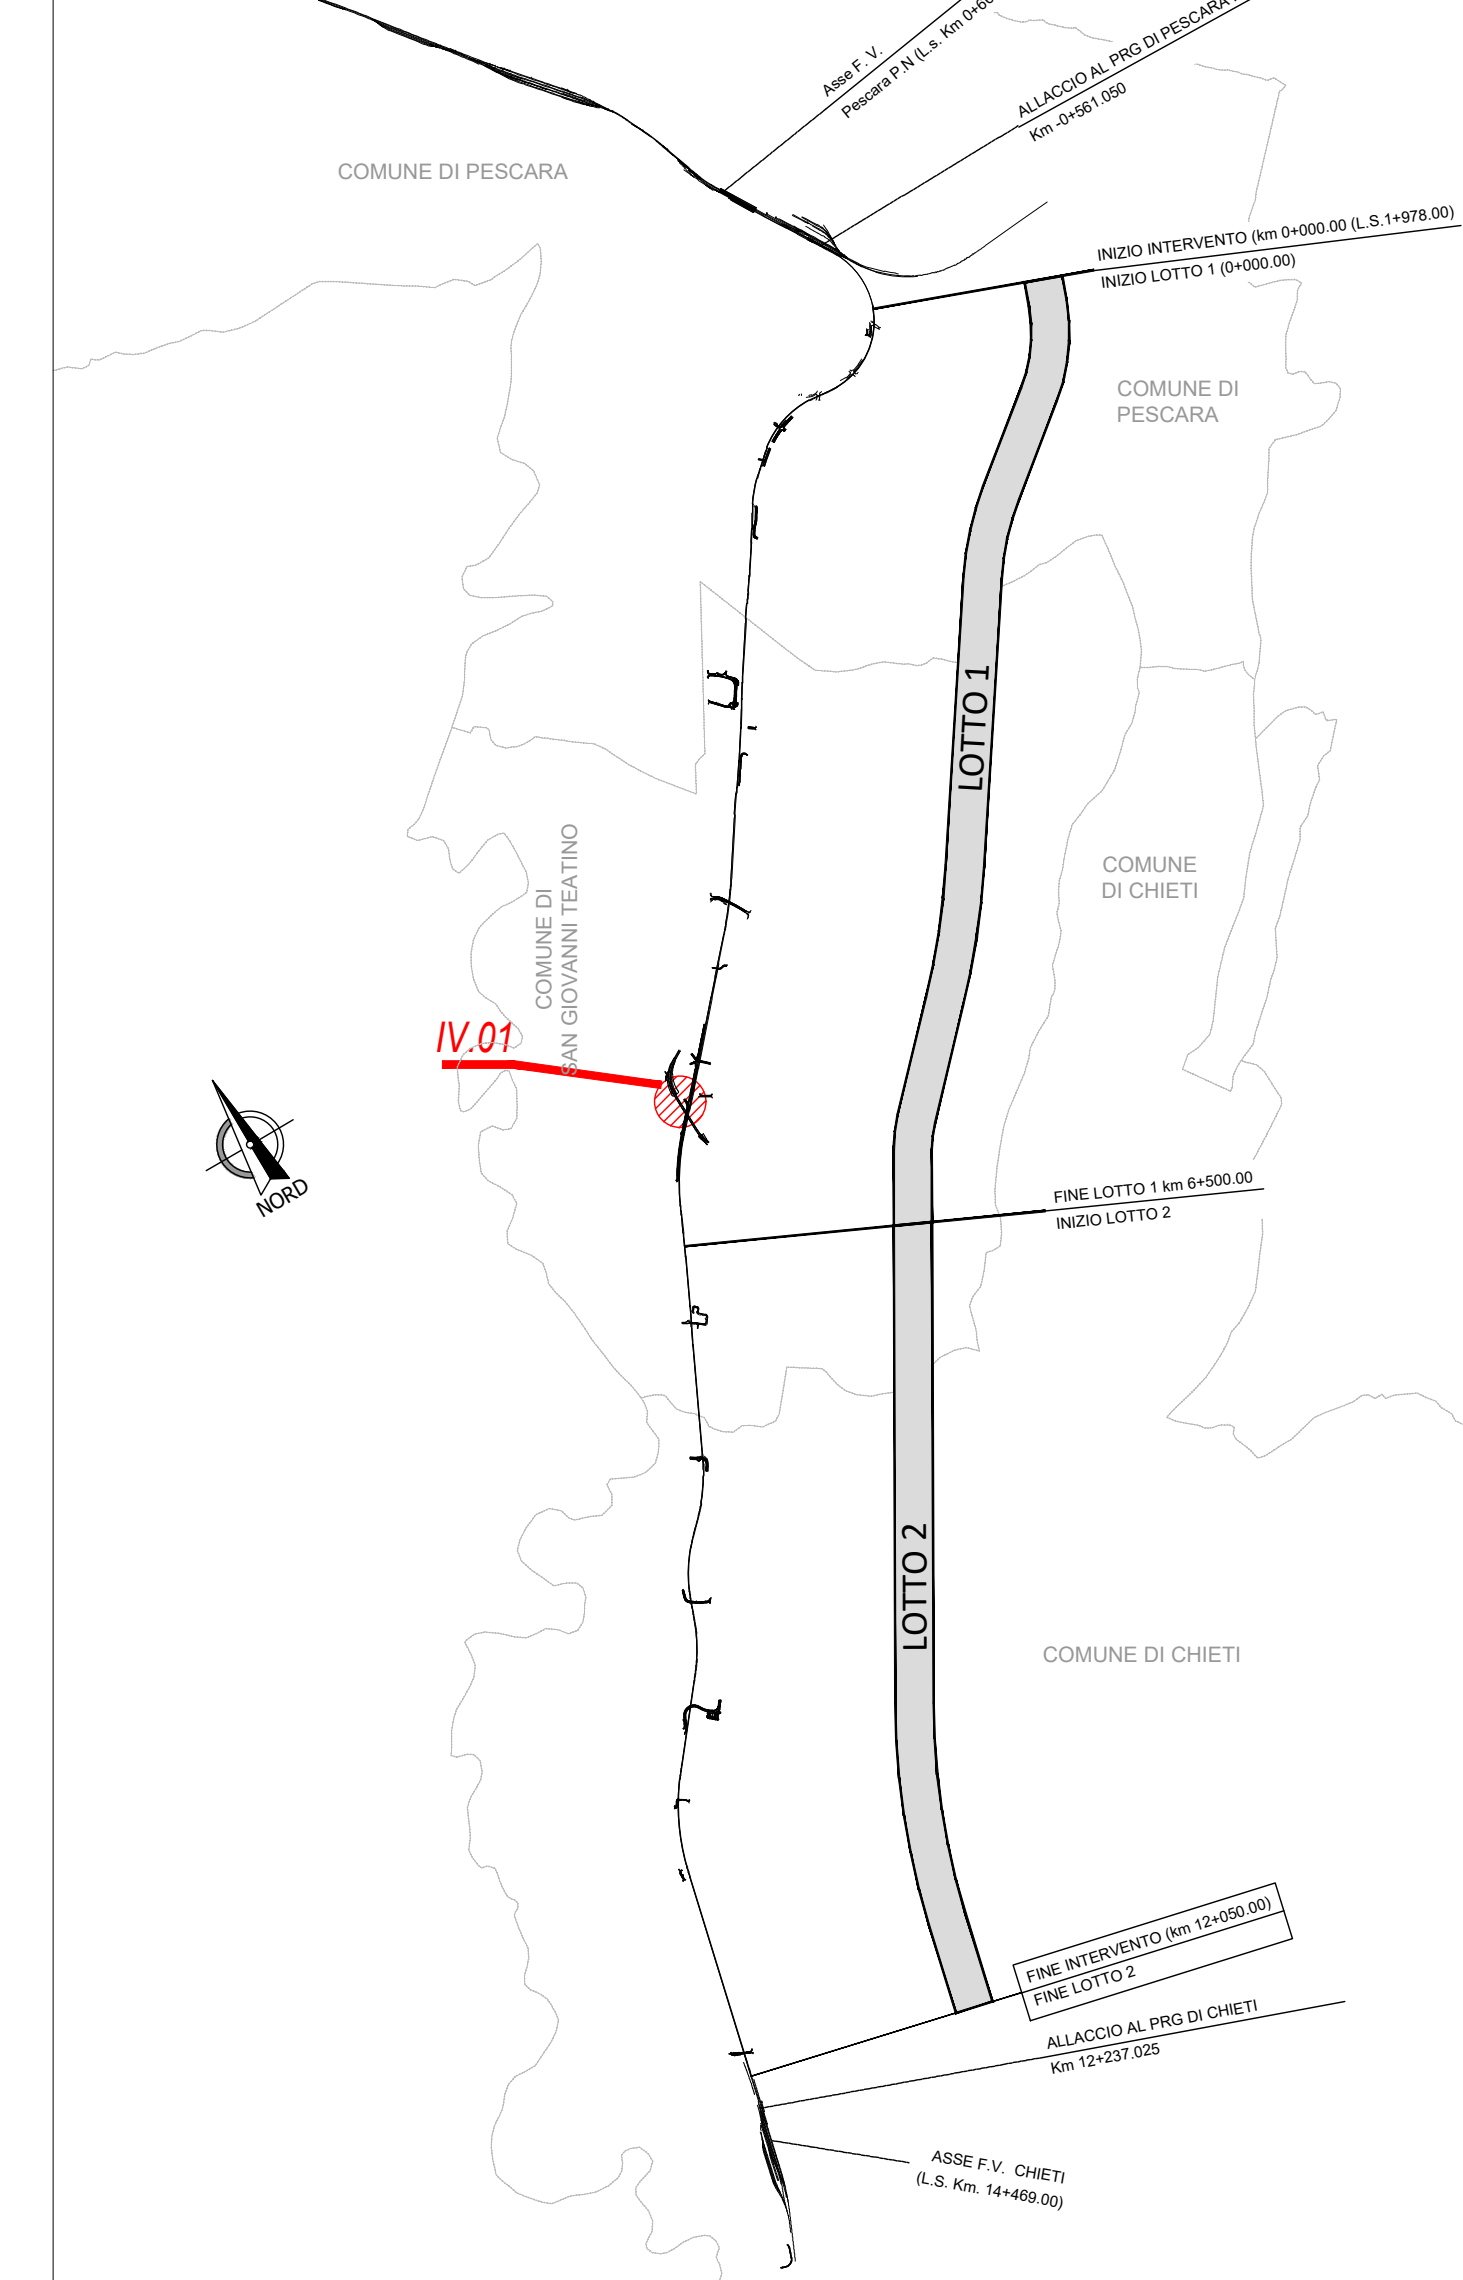 Asse F. V.
Pescara P.N (L.s. Km
ALLACCIO AL PRG DI PESCARA
Km -0+561.050
COMUNE DI PESCARA
INIZIO INTERVENTO (km 0+000.00 (L.S.1+978.00)
INIZIO LOTTO 1 (0+000.00)
COMUNE DI
PESCARA
LOTTO 1
COMUNE
DI CHIETI
COMUNE DI
SAN GIOVANNI TEATINO
IV.01
NORD
FINE LOTTO 1 km 6+500.00
INIZIO LOTTO 2
LOTTO 2
COMUNE DI CHIETI
FINE INTERVENTO (km 12+050.00)
FINE LOTTO 2
ALLACCIO AL PRG DI CHIETI
Km 12+237.025
ASSE F.V. CHIETI
(L.S. Km. 14+469.00)